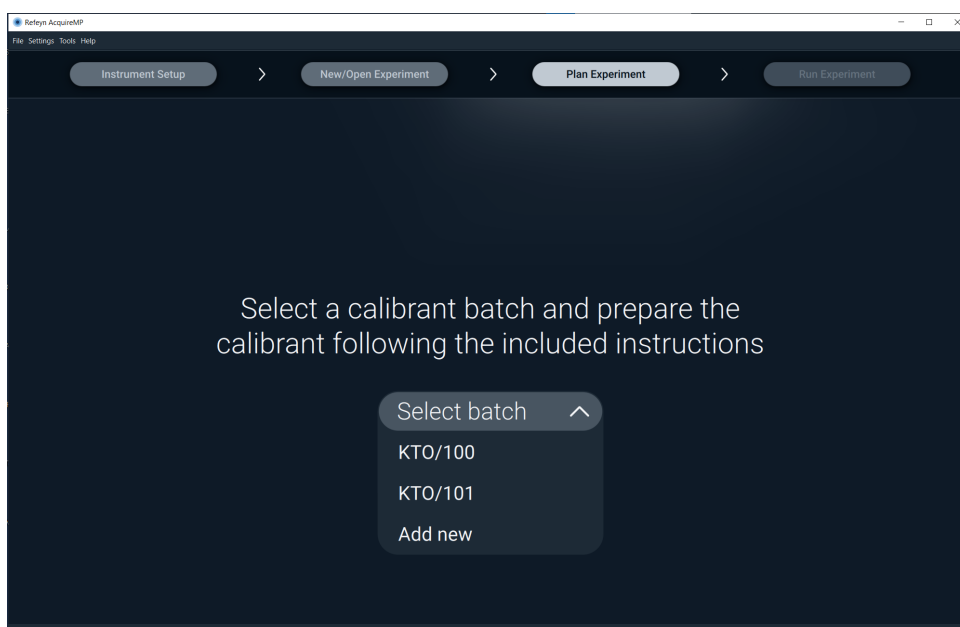 Refeyn AcquireMP
File Settings Tools Help
Instrument Setup > New/Open Experiment > Plan Experiment > Run Experiment
Select a calibrant batch and prepare the
calibrant following the included instructions
Select batch
KTO/100
KTO/101
Add new